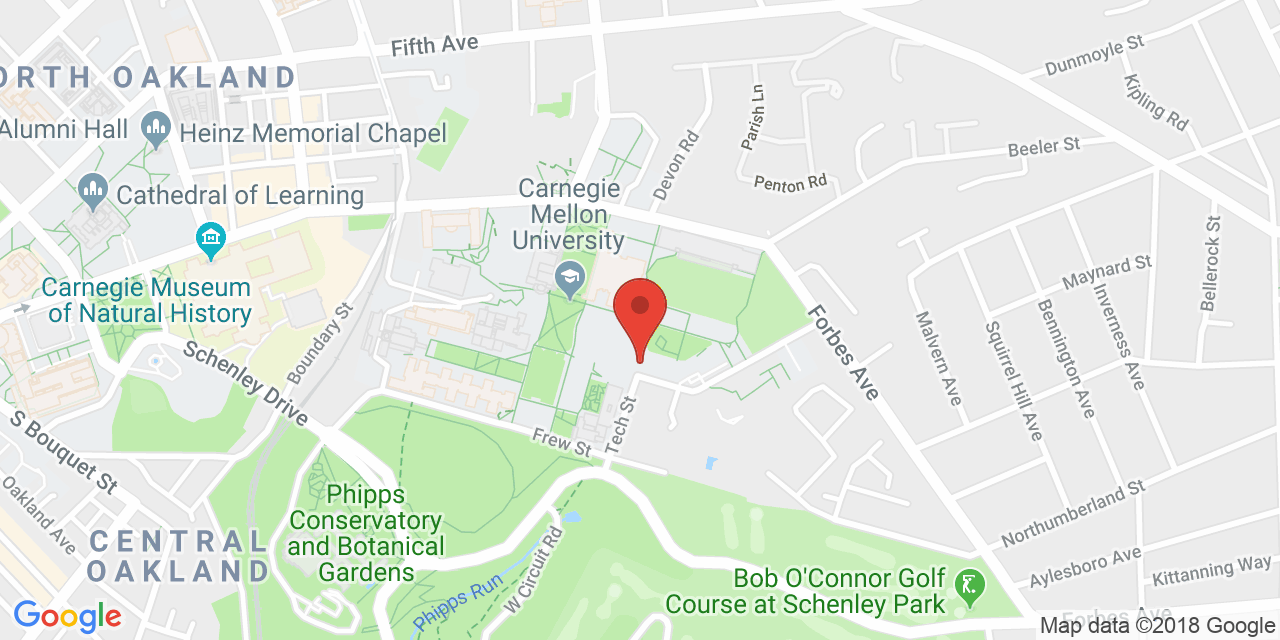 Fifth Ave
ORTH OAKLAND
Alumni Hall
Heinz Memorial Chapel
Cathedral of Learning
Carnegie Museum
of Natural History
Carnegie
Mellon
University
Devon Rd
Parish Ln
Penton Rd
Dunmoyle St
Kipling Rd
Beeler St
Bellerock St
Maynard St
Inverness Ave
Bennington Ave
Squirrel Hill Ave
Malvern Ave
Forbes Ave
Boundary St
Schenley Drive
S Bouquet St
Oakland Ave
CENTRAL
OAKLAND
Frew St
Tech St
Phipps
Conservatory
and Botanical
Gardens
Phipps Run
W Circuit Rd
Northumberland St
Aylesboro Ave
Kittanning Way
Bob O'Connor Golf
Course at Schenley Park
Forbes Ave
Google
Map data ©2018 Google